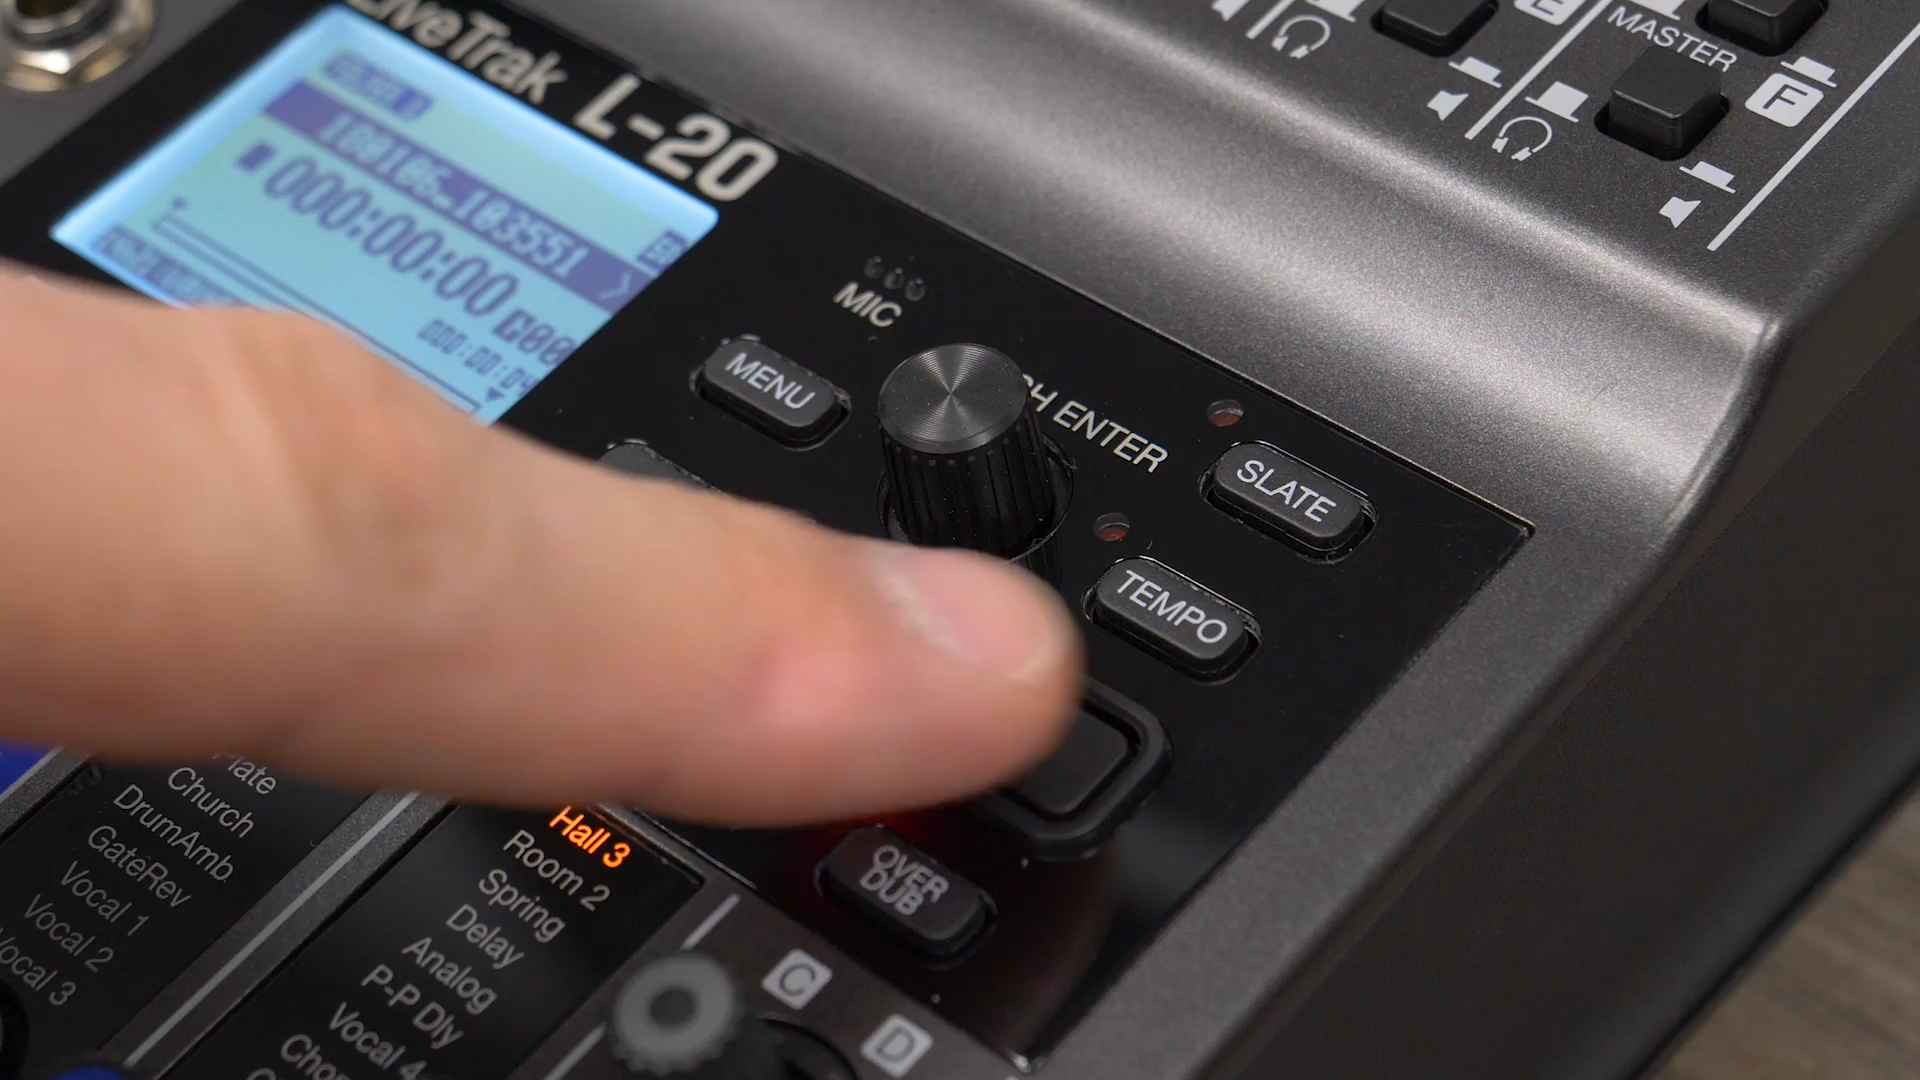 LiveTrak L-20
180106_103551
000:00:00
MIC
MENU
ENTER
SLATE
TEMPO
OVER
DUB
MASTER
E
F
Plate
Church
DrumAmb.
GateRev
Vocal 1
Vocal 2
Vocal 3
Hall 3
Room 2
Spring
Delay
Analog
P-P Dly
Vocal 4
C
D